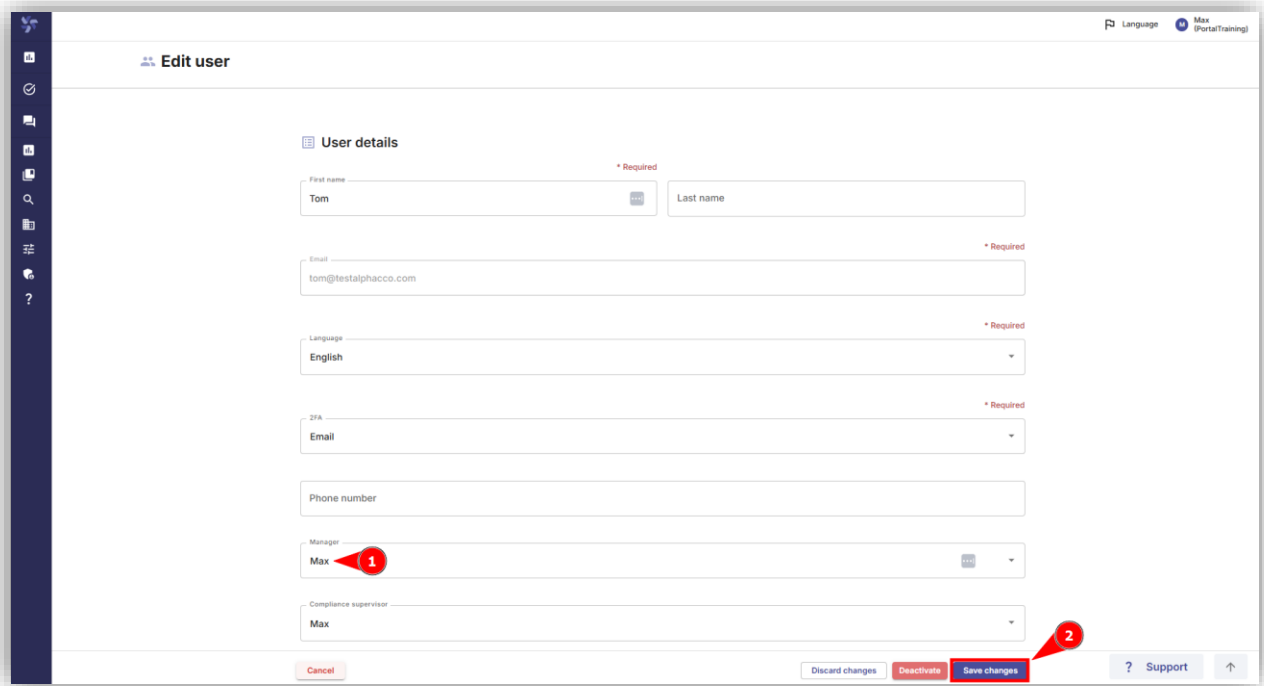 Language
M
Max
(PortalTraining)
Edit user
User details
* Required
First name
Tom
Last name
* Required
Email
tom@testalphacco.com
* Required
Language
English
* Required
2FA
Email
Phone number
Manager
Max
1
Compliance supervisor
Max
2
Cancel
Discard changes
Deactivate
Save changes
? Support
?